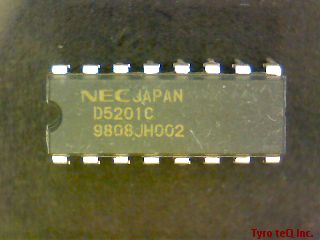 NEC JAPAN
D5201C
9808JH002
Tyro teQ Inc.